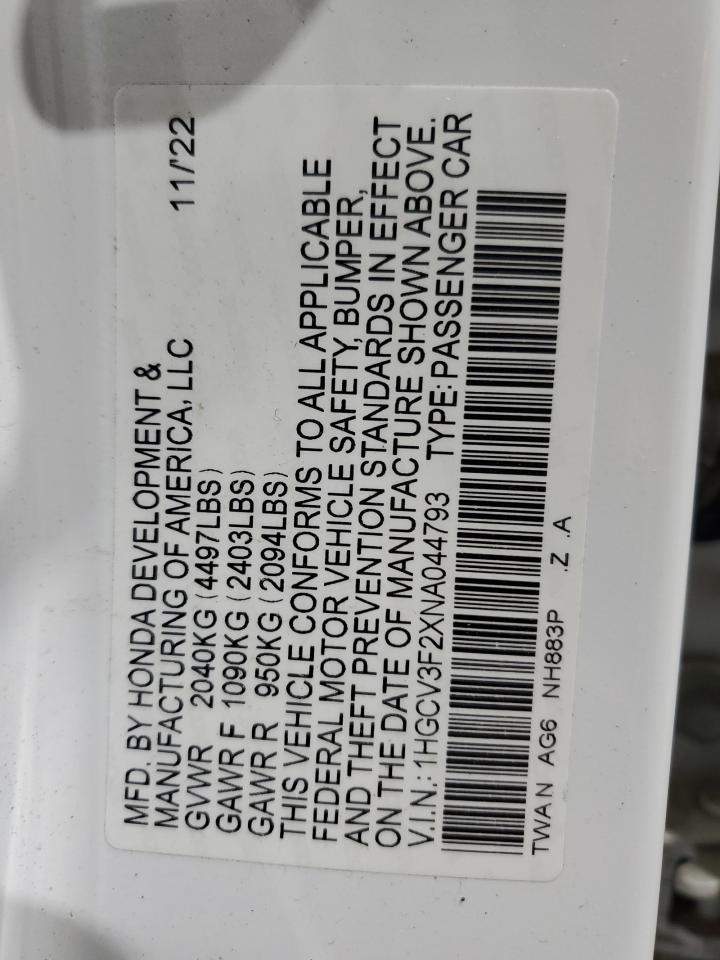 MFD. BY HONDA DEVELOPMENT &
MANUFACTURING OF AMERICA, LLC 11/'22
GVWR 2040KG (4497LBS)
GAWR F 1090KG (2403LBS)
GAWR R 950KG (2094LBS)
THIS VEHICLE CONFORMS TO ALL APPLICABLE
FEDERAL MOTOR VEHICLE SAFETY, BUMPER,
AND THEFT PREVENTION STANDARDS IN EFFECT
ON THE DATE OF MANUFACTURE SHOWN ABOVE.
V.I.N.:1HGCV3F2XNA044793 TYPE:PASSENGER CAR
TWAN AG6 NH883P .Z .A